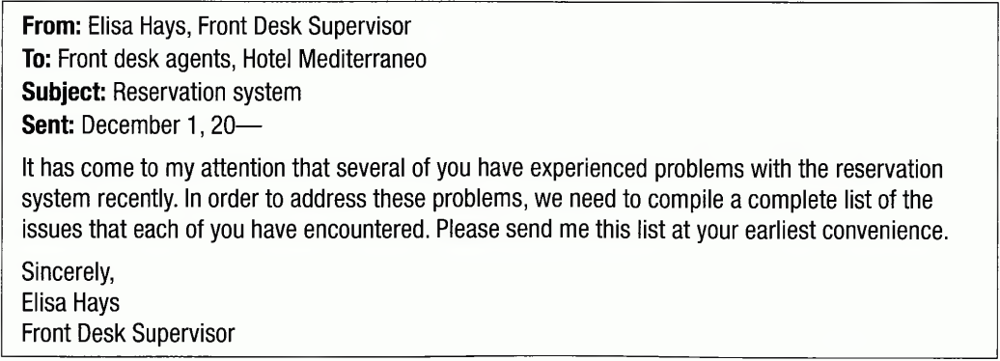 From: Elisa Hays, Front Desk Supervisor
To: Front desk agents, Hotel Mediterraneo
Subject: Reservation system
Sent: December 1, 20—
It has come to my attention that several of you have experienced problems with the reservation
system recently. In order to address these problems, we need to compile a complete list of the
issues that each of you have encountered. Please send me this list at your earliest convenience.
Sincerely,
Elisa Hays
Front Desk Supervisor